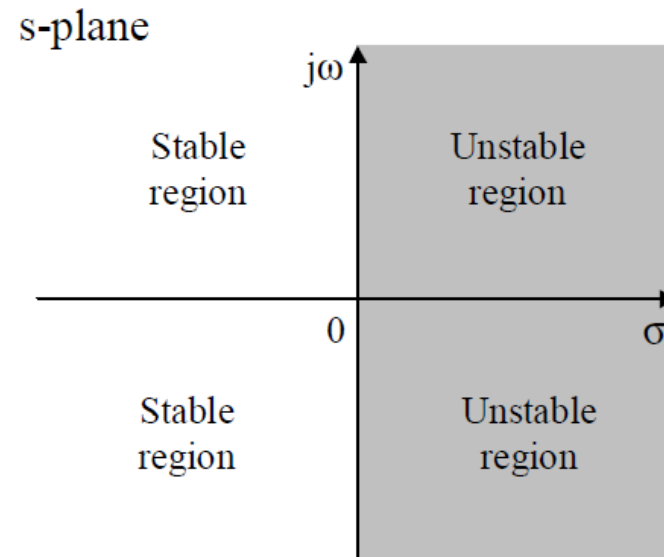 s-plane
jω
Stable
region
Unstable
region
0
σ
Stable
region
Unstable
region